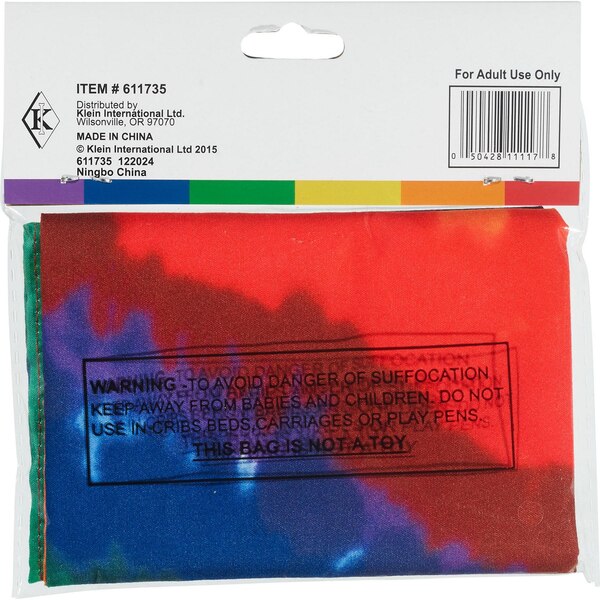 ITEM # 611735
Distributed by
Klein International Ltd.
Wilsonville, OR 97070
MADE IN CHINA
© Klein International Ltd 2015
611735 122024
Ningbo China
K
For Adult Use Only
0 50428 11117 8
WARNING -TO AVOID DANGER OF SUFFOCATION
KEEP AWAY FROM BABIES AND CHILDREN. DO NOT
USE IN CRIBS,BEDS,CARRIAGES OR PLAY PENS.
THIS BAG IS NOT A TOY